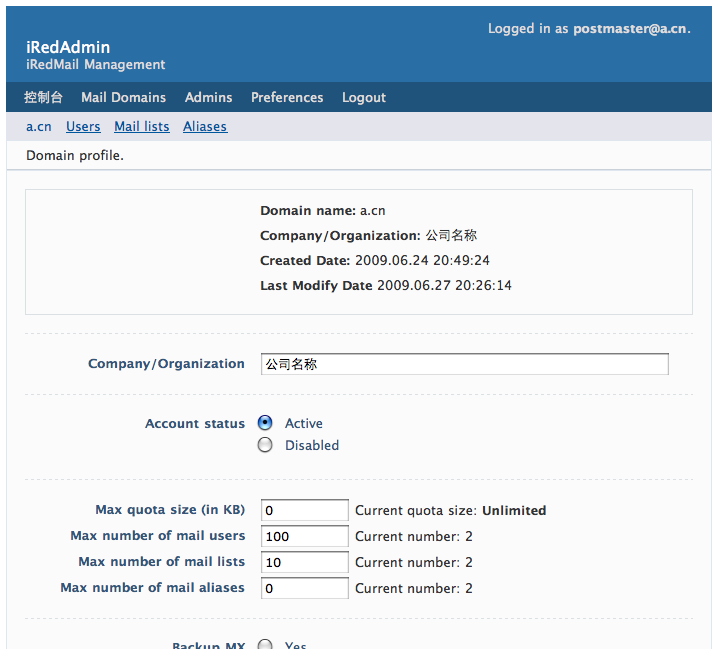 Logged in as postmaster@a.cn.
iRedAdmin
iRedMail Management
控制台 Mail Domains Admins Preferences Logout
a.cn Users Mail lists Aliases
Domain profile.
Domain name: a.cn
Company/Organization: 公司名称
Created Date: 2009.06.24 20:49:24
Last Modify Date 2009.06.27 20:26:14
Company/Organization 公司名称
Account status Active
Disabled
Max quota size (in KB) 0 Current quota size: Unlimited
Max number of mail users 100 Current number: 2
Max number of mail lists 10 Current number: 2
Max number of mail aliases 0 Current number: 2
Backup MX Yes